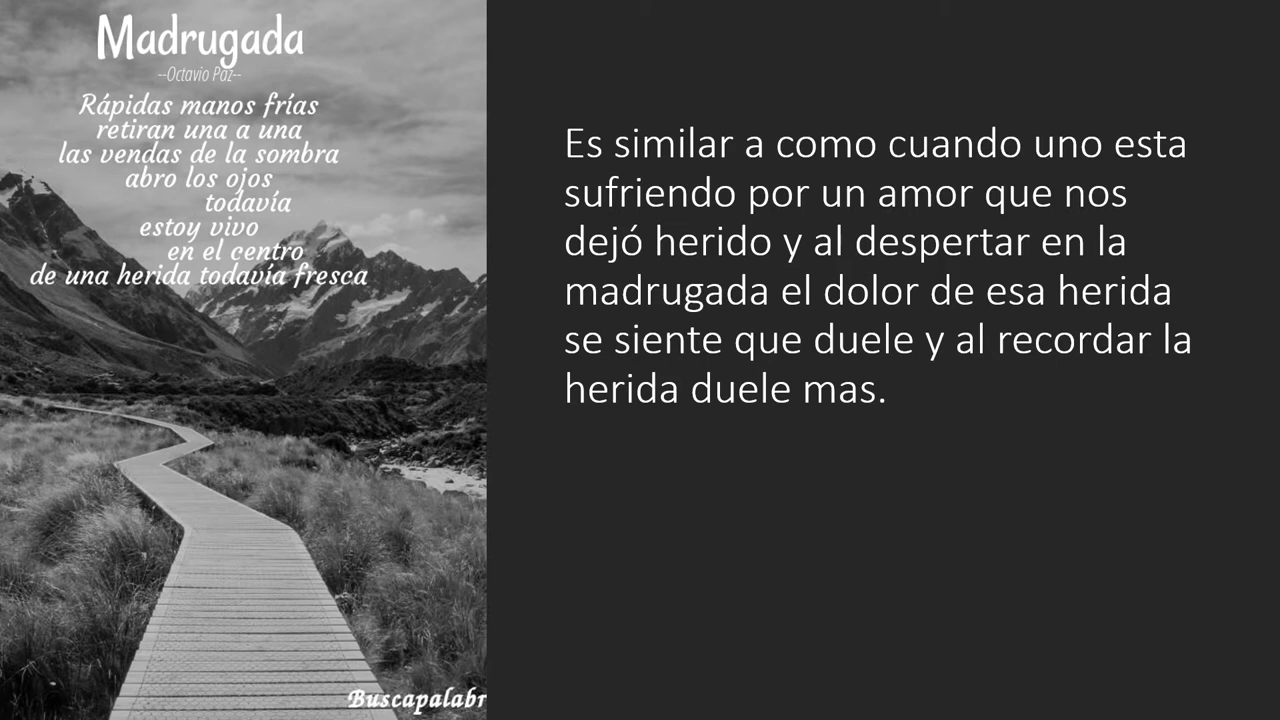 Madrugada
--Octavio Paz--
Rápidas manos frías
retiran una a una
las vendas de la sombra
abro los ojos
todavía
estoy vivo
en el centro
de una herida todavía fresca
Buscapalabr
Es similar a como cuando uno esta
sufriendo por un amor que nos
dejó herido y al despertar en la
madrugada el dolor de esa herida
se siente que duele y al recordar la
herida duele mas.